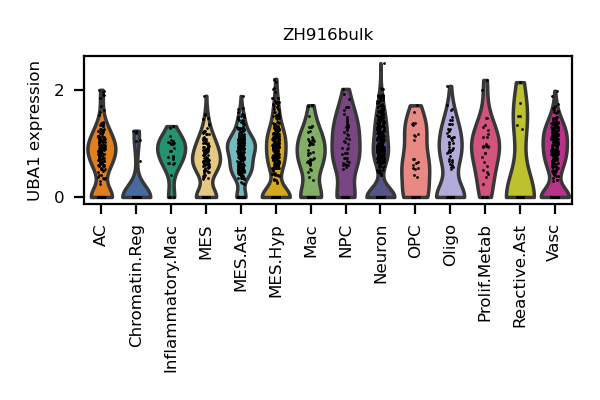 ZH916bulk
UBA1 expression
2
0
AC
Chromatin.Reg
Inflammatory.Mac
MES
MES.Ast
MES.Hyp
Mac
NPC
Neuron
OPC
Oligo
Prolif.Metab
Reactive.Ast
Vasc